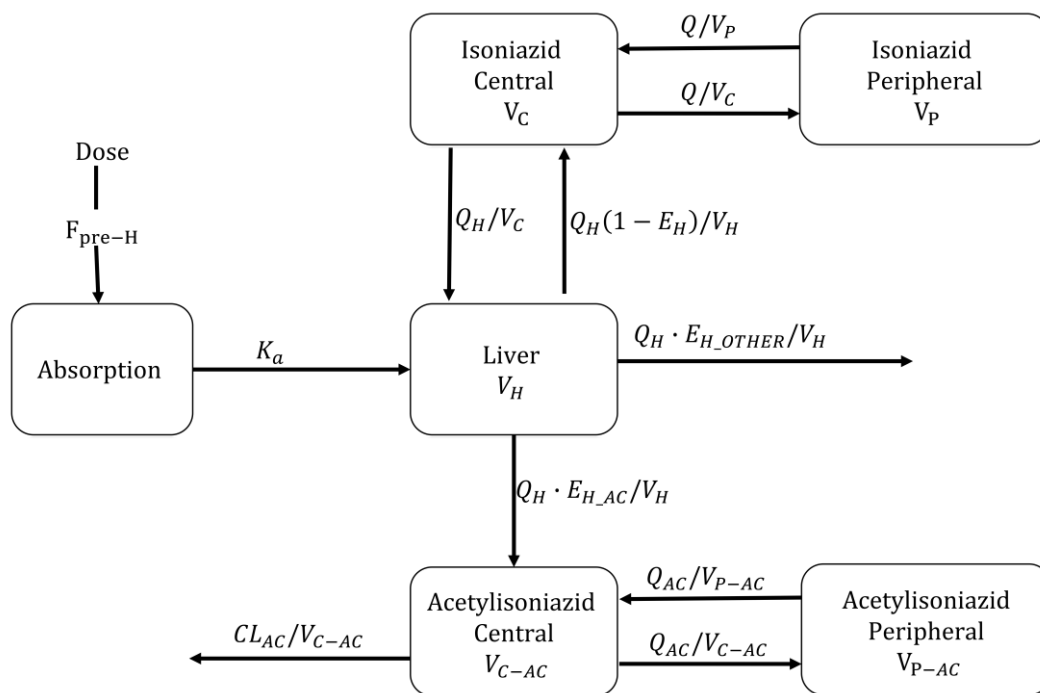 Q/V_P
Q/V_C
Isoniazid
Central
V_C
Isoniazid
Peripheral
V_P
Dose
F_pre−H
Q_H/V_C
Q_H(1 − E_H)/V_H
Absorption
K_a
Liver
V_H
Q_H · E_H_OTHER/V_H
Q_H · E_H_AC/V_H
CL_AC/V_C−AC
Acetylisoniazid
Central
V_C−AC
Q_AC/V_P−AC
Q_AC/V_C−AC
Acetylisoniazid
Peripheral
V_P−AC